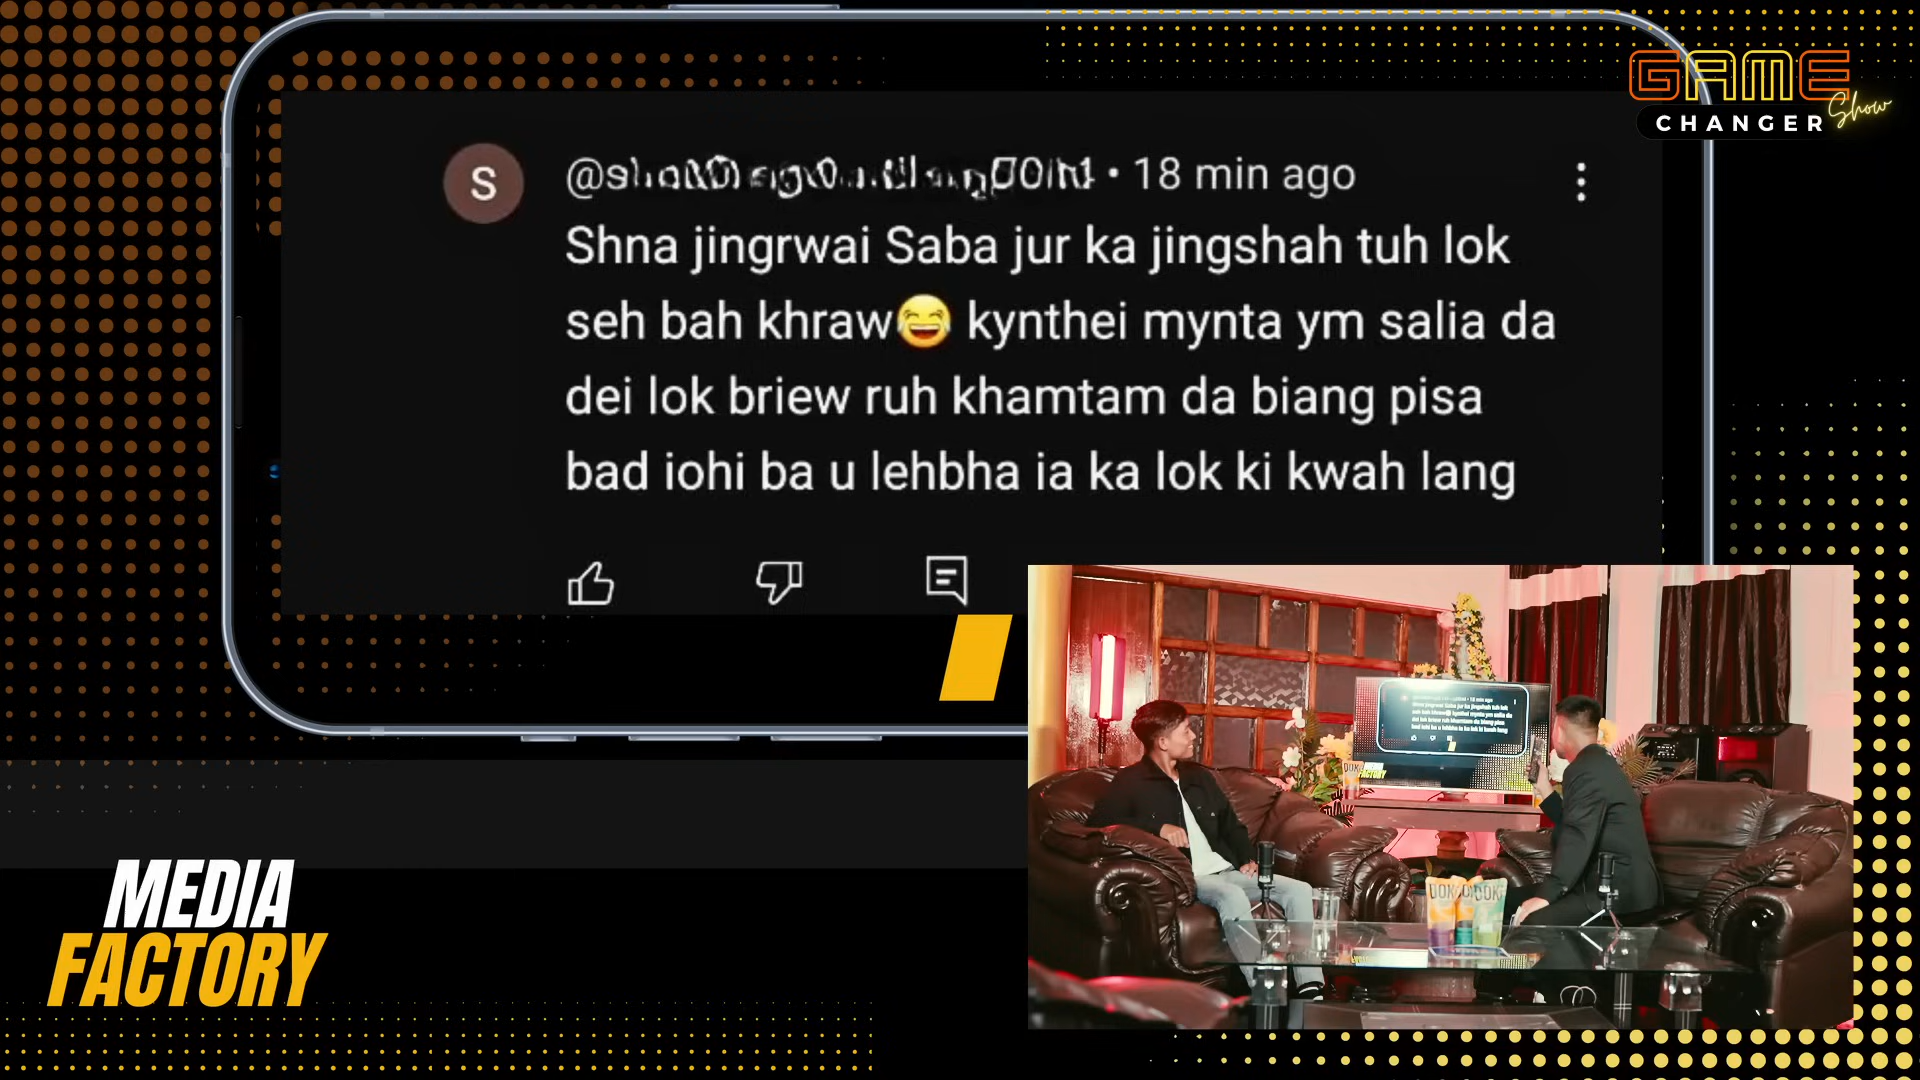 GAME
CHANGER Show
S
18 min ago
Shna jingrwai Saba jur ka jingshah tuh lok
seh bah khraw😂 kynthei mynta ym salia da
dei lok briew ruh khamtam da biang pisa
bad iohi ba u lehbha ia ka lok ki kwah lang
MEDIA
FACTORY